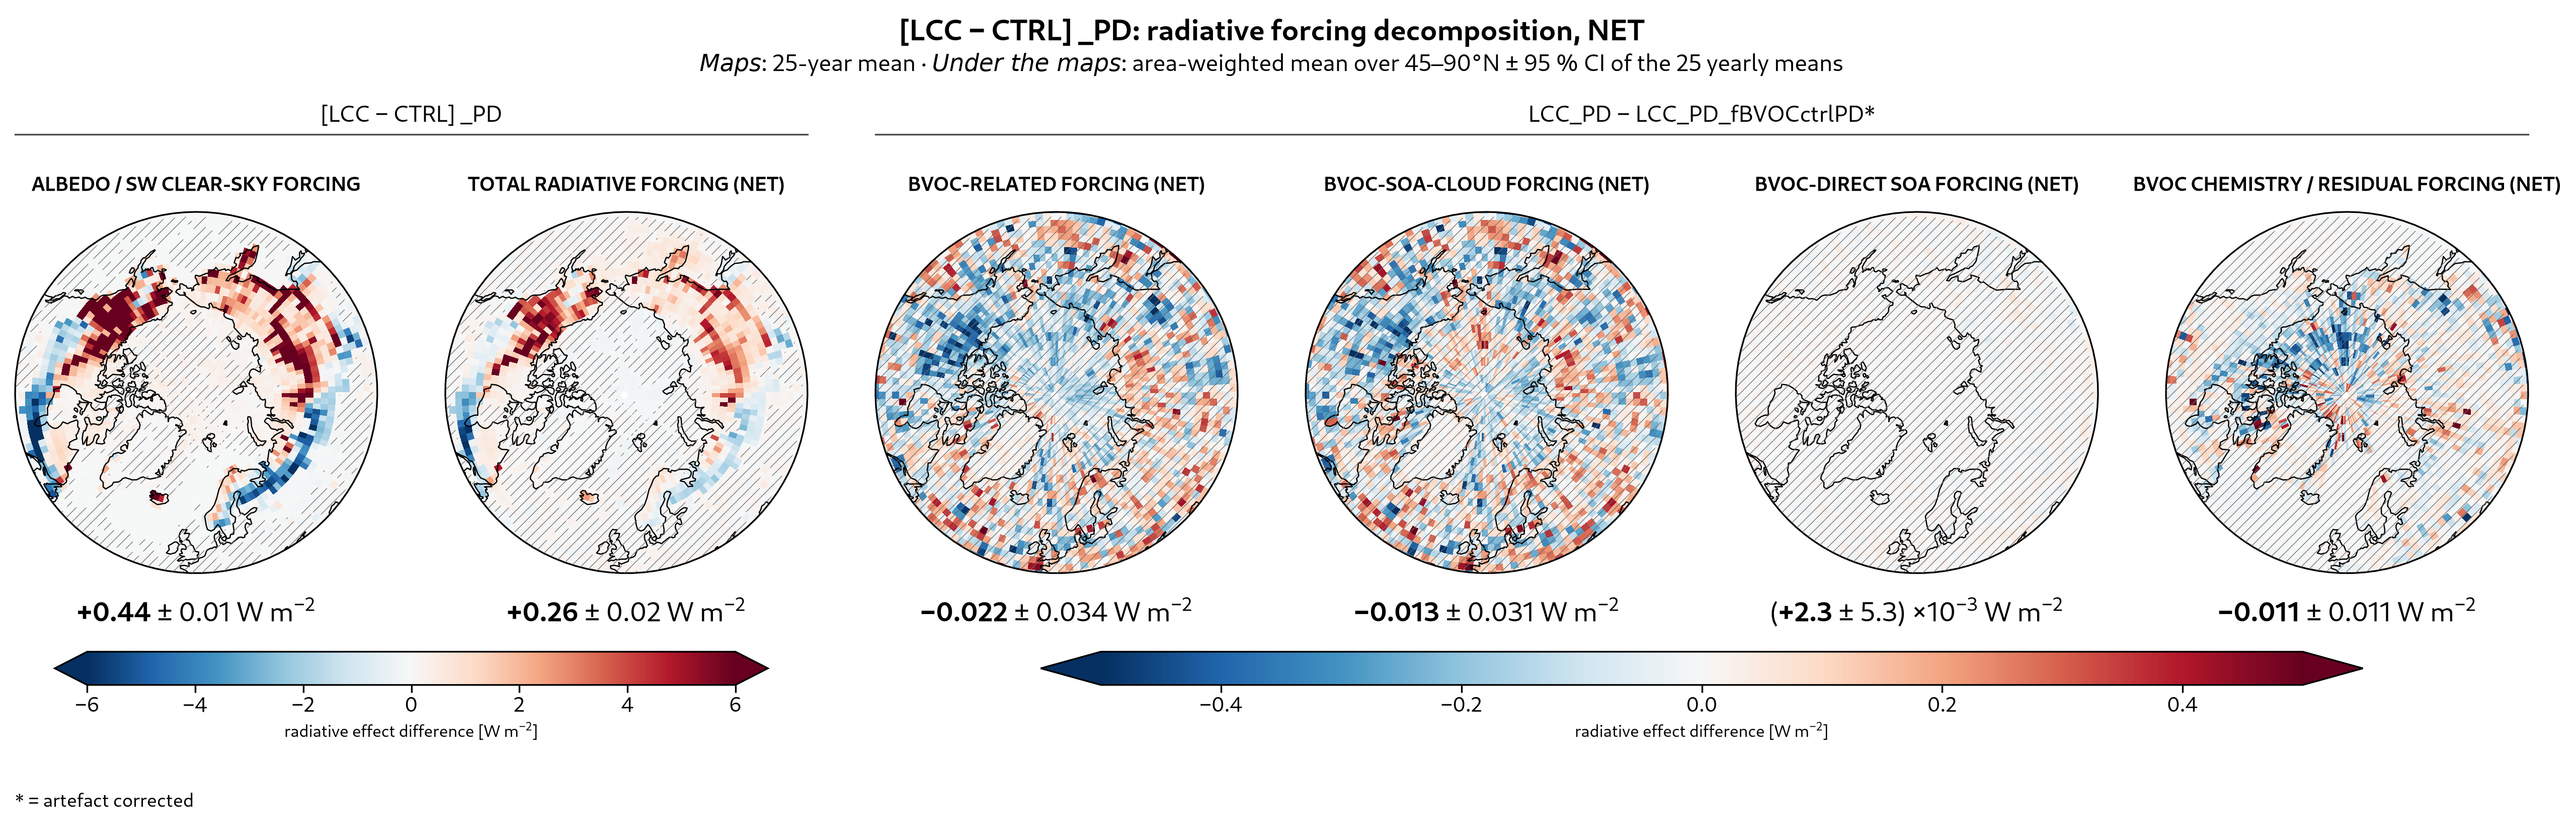 [LCC − CTRL] _PD: radiative forcing decomposition, NET
Maps: 25-year mean · Under the maps: area-weighted mean over 45–90°N ± 95 % CI of the 25 yearly means
[LCC − CTRL] _PD
LCC_PD − LCC_PD_fBVOCctrlPD*
ALBEDO / SW CLEAR-SKY FORCING
TOTAL RADIATIVE FORCING (NET)
BVOC-RELATED FORCING (NET)
BVOC-SOA-CLOUD FORCING (NET)
BVOC-DIRECT SOA FORCING (NET)
BVOC CHEMISTRY / RESIDUAL FORCING (NET)
+0.44 ± 0.01 W m⁻²
+0.26 ± 0.02 W m⁻²
−0.022 ± 0.034 W m⁻²
−0.013 ± 0.031 W m⁻²
(+2.3 ± 5.3) ×10⁻³ W m⁻²
−0.011 ± 0.011 W m⁻²
−6 −4 −2 0 2 4 6
radiative effect difference [W m⁻²]
−0.4 −0.2 0.0 0.2 0.4
radiative effect difference [W m⁻²]
* = artefact corrected